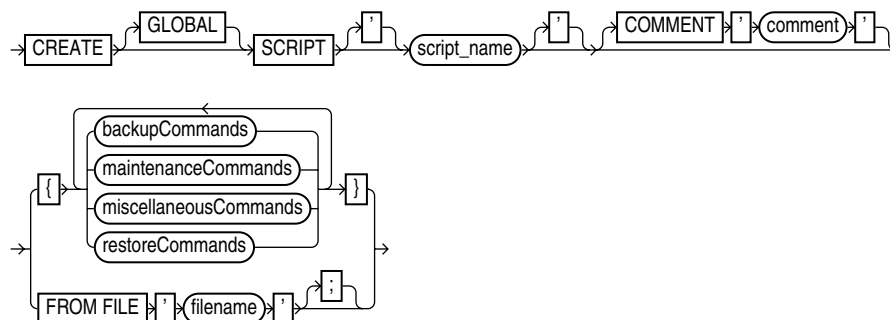 GLOBAL ' ' COMMENT ' comment '
CREATE SCRIPT script_name
backupCommands
{ maintenanceCommands }
miscellaneousCommands
restoreCommands
;
FROM FILE ' filename '